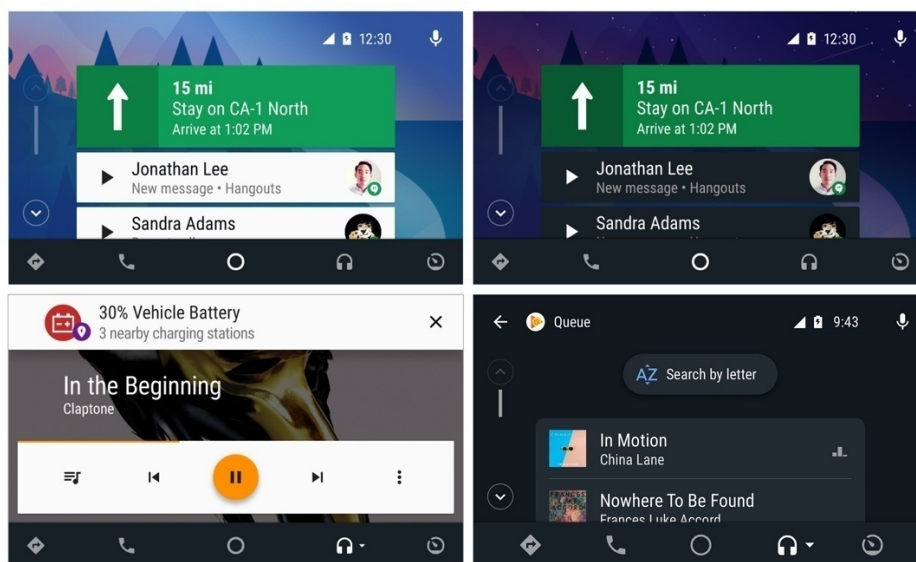 12:30
15 mi
Stay on CA-1 North
Arrive at 1:02 PM
Jonathan Lee
New message • Hangouts
Sandra Adams
12:30
15 mi
Stay on CA-1 North
Arrive at 1:02 PM
Jonathan Lee
New message • Hangouts
Sandra Adams
30% Vehicle Battery
3 nearby charging stations
In the Beginning
Claptone
Queue
9:43
AZ Search by letter
In Motion
China Lane
Nowhere To Be Found
Frances Luke Accord